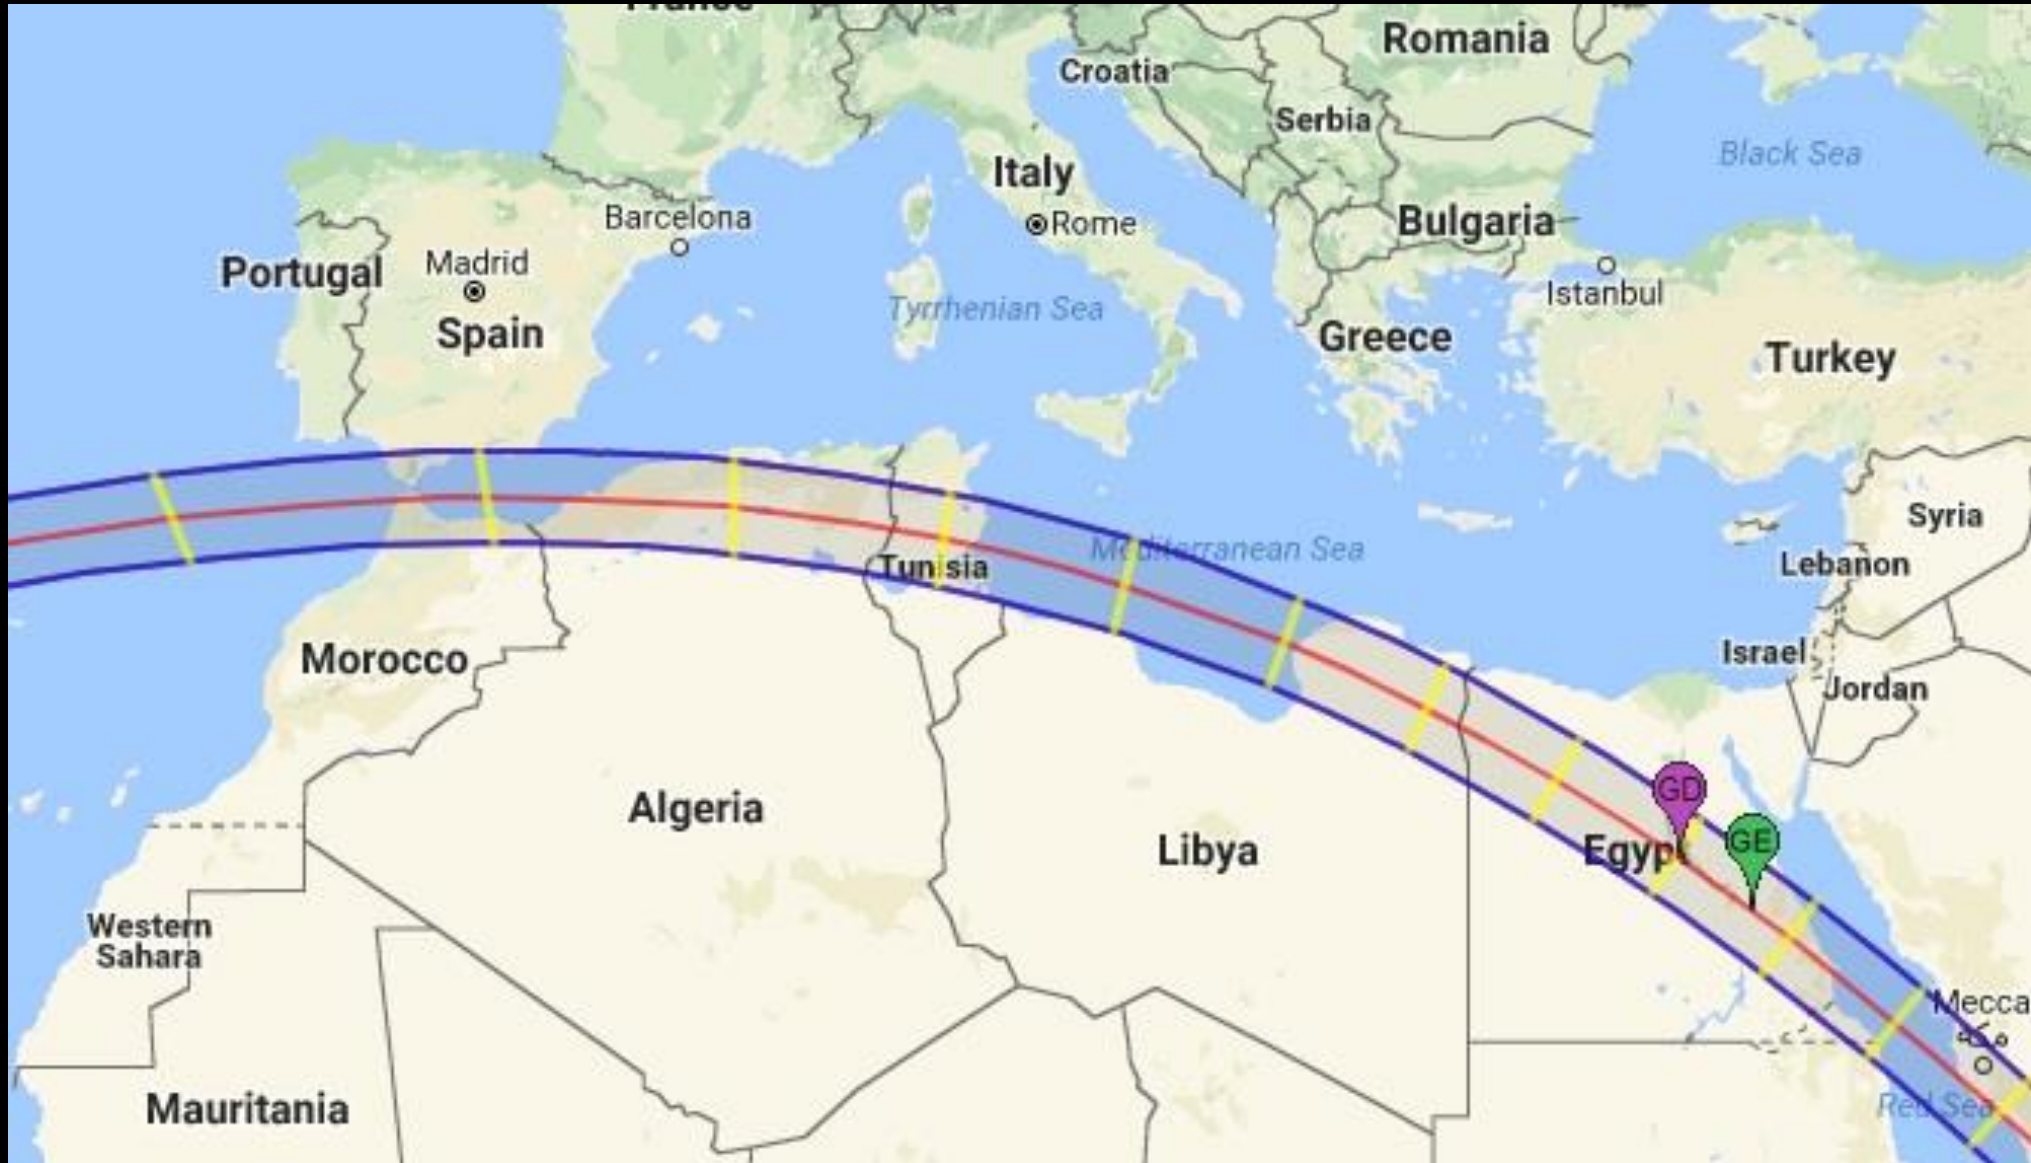 France
Romania
Croatia
Serbia
Black Sea
Italy
Barcelona
Rome
Bulgaria
Portugal
Madrid
Istanbul
Tyrrhenian Sea
Spain
Greece
Turkey
Syria
Mediterranean Sea
Lebanon
Tunisia
Israel
Morocco
Jordan
GD
Algeria
GE
Libya
Egypt
Western
Sahara
Mecca
Mauritania
Red Sea